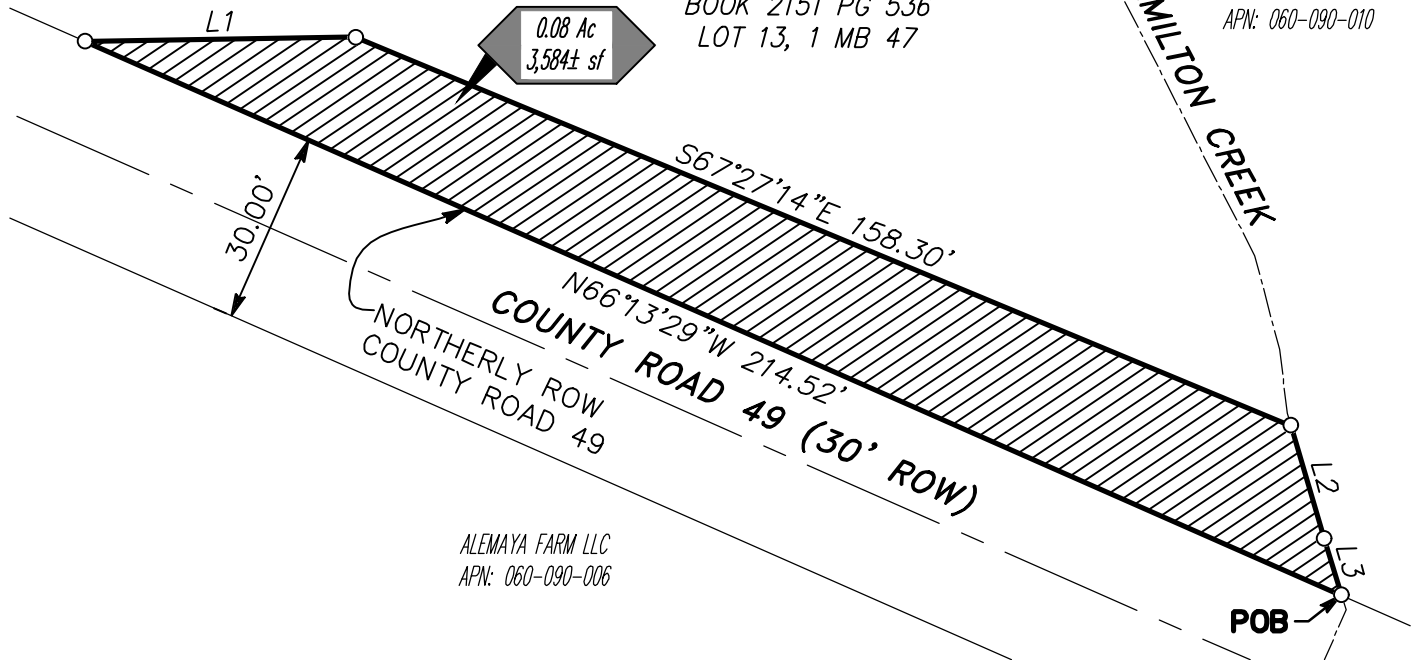 BOOK 2151 PG 536
LOT 13, 1 MB 47
APN: 060-090-010
L1
0.08 Ac
3,584± sf
MILTON CREEK
S67°27'14"E 158.30'
30.00'
N66°13'29"W 214.52'
COUNTY ROAD 49 (30' ROW)
NORTHERLY ROW
COUNTY ROAD 49
L2
L3
ALEMAYA FARM LLC
APN: 060-090-006
POB